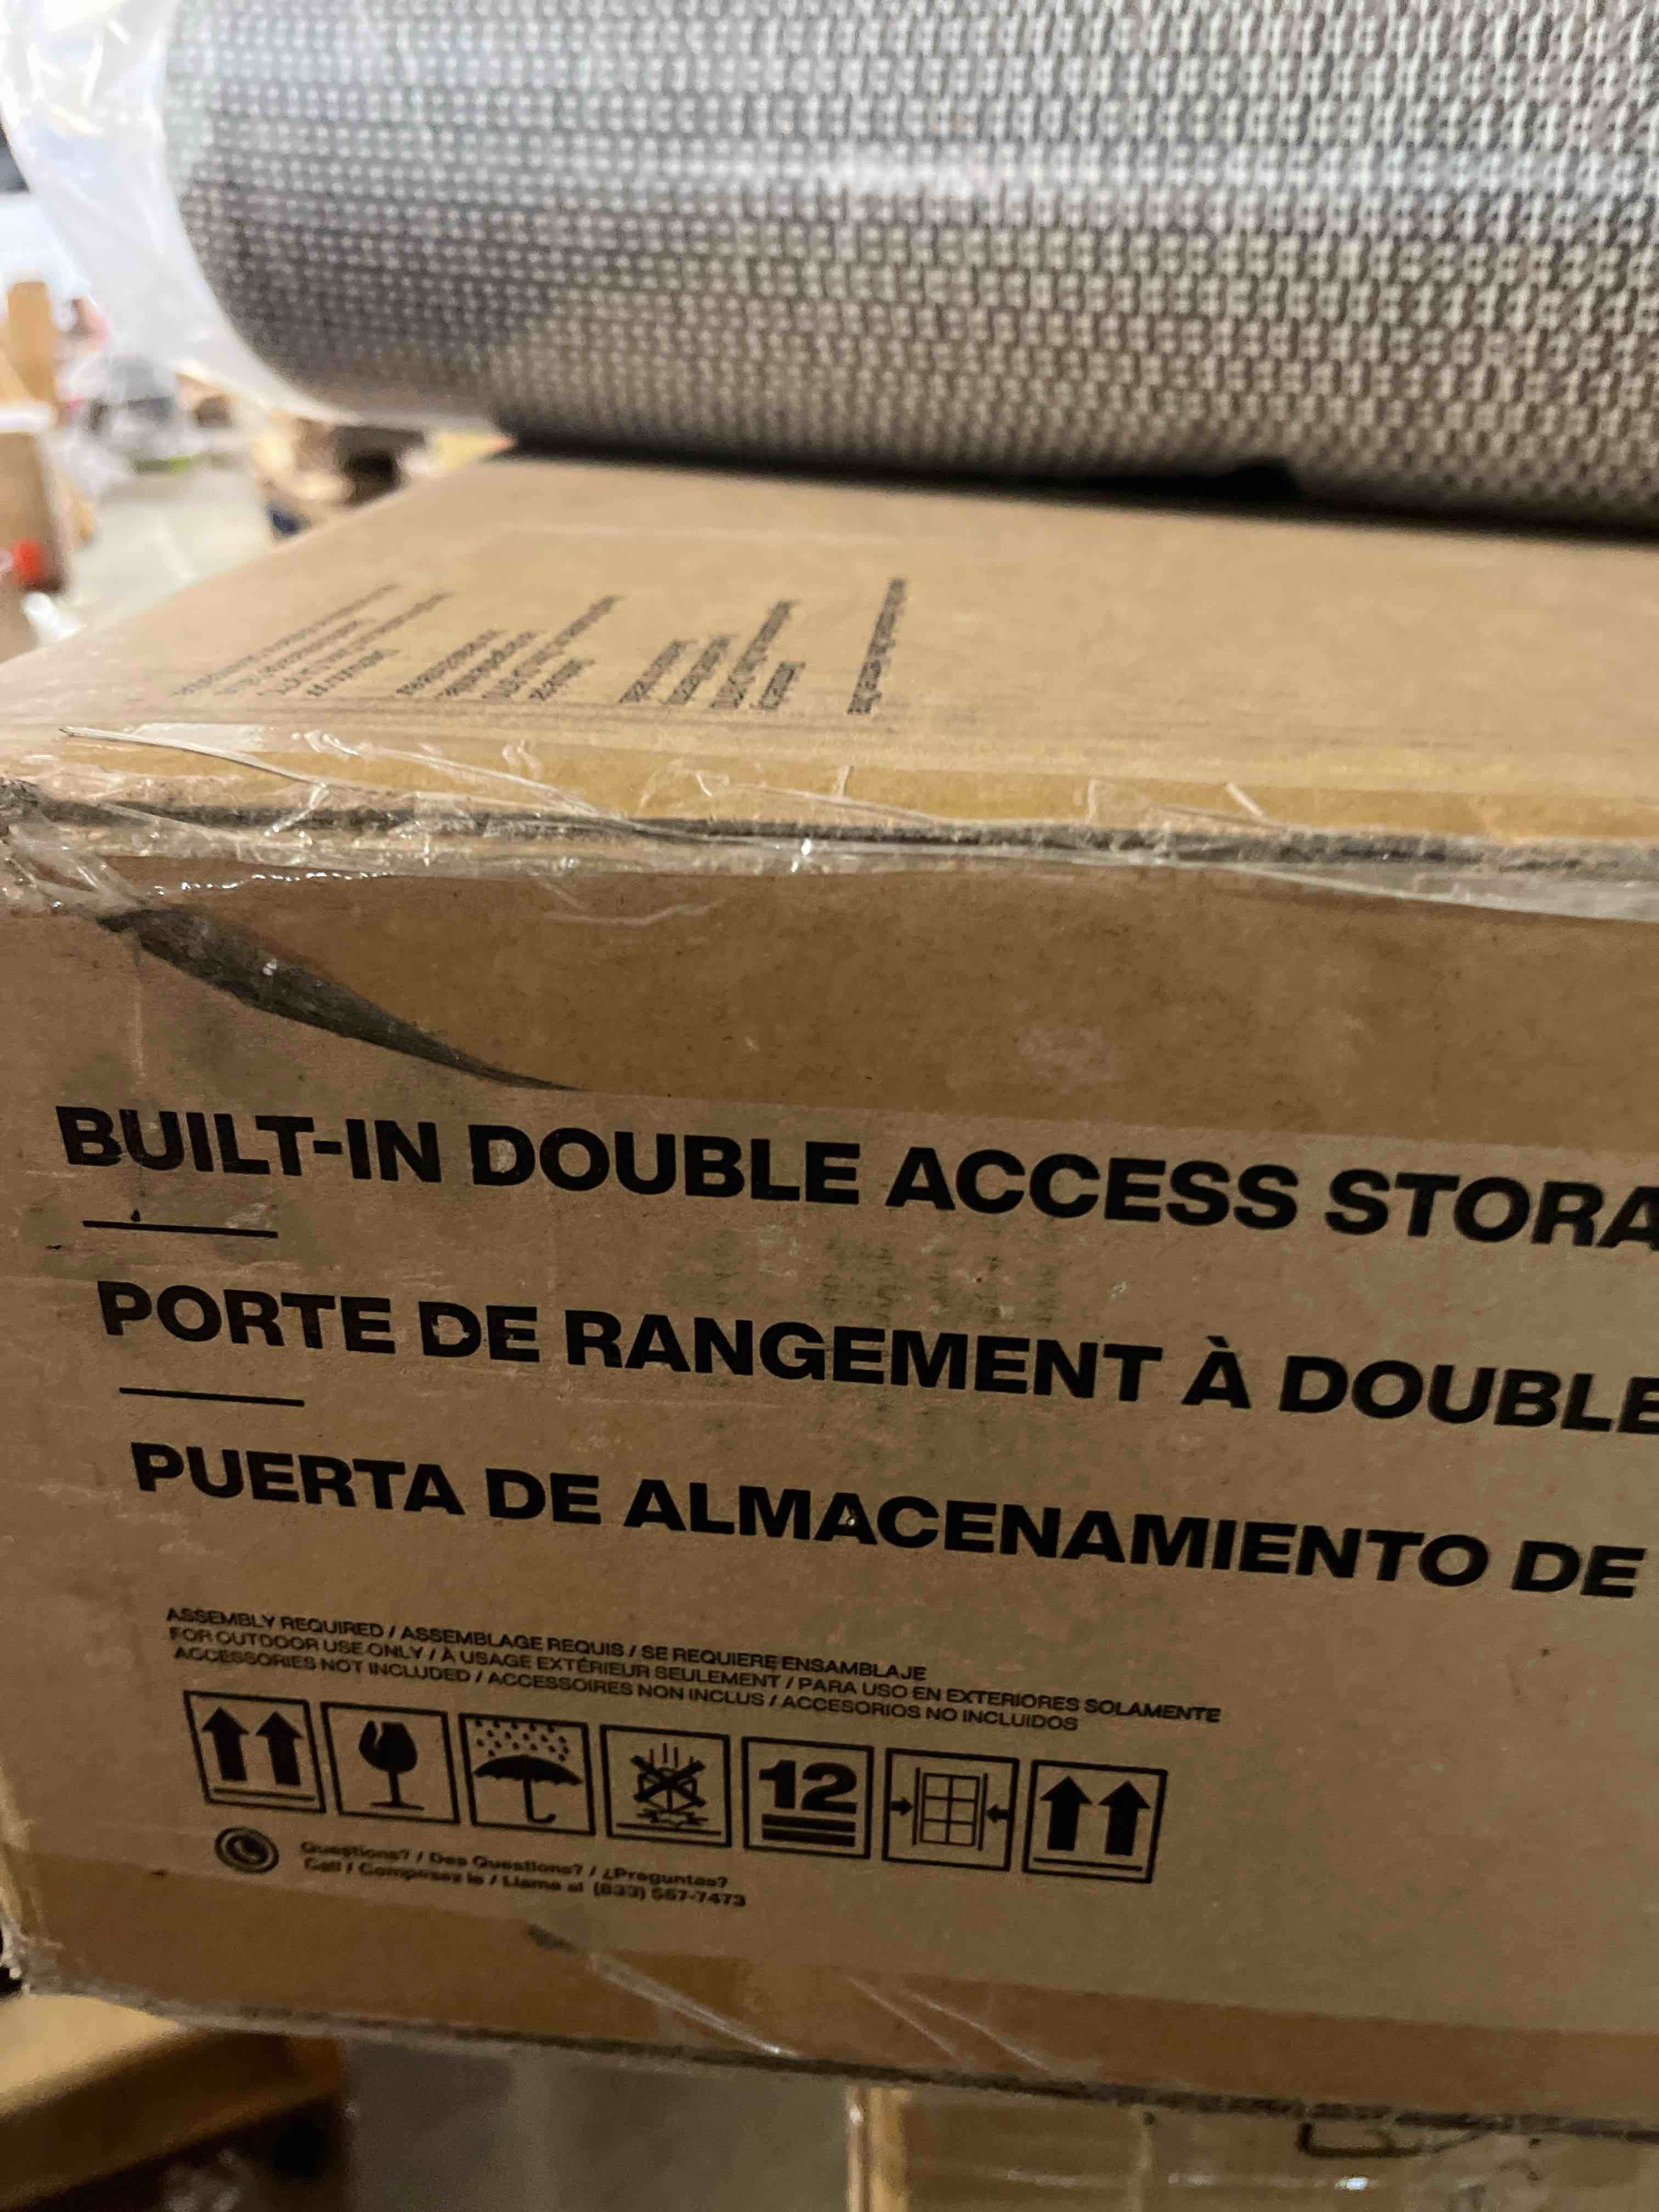 BUILT-IN DOUBLE ACCESS STORA
PORTE DE RANGEMENT À DOUBLE
PUERTA DE ALMACENAMIENTO DE
ASSEMBLY REQUIRED / ASSEMBLAGE REQUIS / SE REQUIERE ENSAMBLAJE
FOR OUTDOOR USE ONLY / À USAGE EXTÉRIEUR SEULEMENT / PARA USO EN EXTERIORES SOLAMENTE
ACCESSORIES NOT INCLUDED / ACCESSOIRES NON INCLUS / ACCESORIOS NO INCLUIDOS
12
Questions? / Des Questions? / ¿Preguntas?
Call / Composez le / Llama al (833) 667-7473